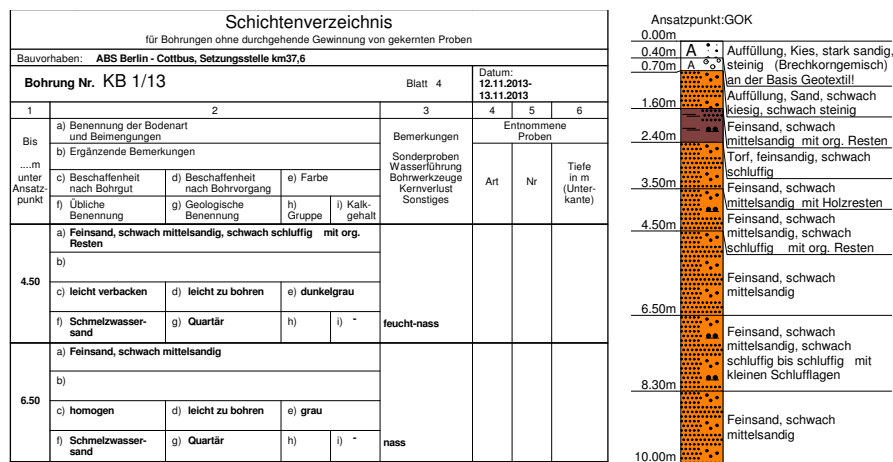 Schichtenverzeichnis
für Bohrungen ohne durchgehende Gewinnung von gekernten Proben
Bauvorhaben: ABS Berlin - Cottbus, Setzungsstelle km37,6
Bohrung Nr. KB 1/13
Blatt 4
Datum:
12.11.2013-
13.11.2013
1
2
3
4
5
6
Bis
....m
unter
Ansatz-
punkt
a) Benennung der Bodenart
und Beimengungen
b) Ergänzende Bemerkungen
c) Beschaffenheit
nach Bohrgut
d) Beschaffenheit
nach Bohrvorgang
e) Farbe
f) Übliche
Benennung
g) Geologische
Benennung
h)
Gruppe
i) Kalk-
gehalt
Bemerkungen
Sonderproben
Wasserführung
Bohrwerkzeuge
Kernverlust
Sonstiges
Entnommene
Proben
Art
Nr
Tiefe
in m
(Unter-
kante)
4.50
a) Feinsand, schwach mittelsandig, schwach schluffig mit org.
Resten
b)
c) leicht verbacken
d) leicht zu bohren
e) dunkelgrau
f) Schmelzwasser-
sand
g) Quartär
h)
i) -
feucht-nass
6.50
a) Feinsand, schwach mittelsandig
b)
c) homogen
d) leicht zu bohren
e) grau
f) Schmelzwasser-
sand
g) Quartär
h)
i) -
nass
Ansatzpunkt:GOK
0.00m
0.40m
0.70m
1.60m
2.40m
3.50m
4.50m
6.50m
8.30m
10.00m
A
A
Auffüllung, Kies, stark sandig,
steinig (Brechkorngemisch)
an der Basis Geotextil!
Auffüllung, Sand, schwach
kiesig, schwach steinig
Feinsand, schwach
mittelsandig mit org. Resten
Torf, feinsandig, schwach
schluffig
Feinsand, schwach
mittelsandig mit Holzresten
Feinsand, schwach
mittelsandig, schwach
schluffig mit org. Resten
Feinsand, schwach
mittelsandig
Feinsand, schwach
mittelsandig, schwach
schluffig bis schluffig mit
kleinen Schlufflagen
Feinsand, schwach
mittelsandig